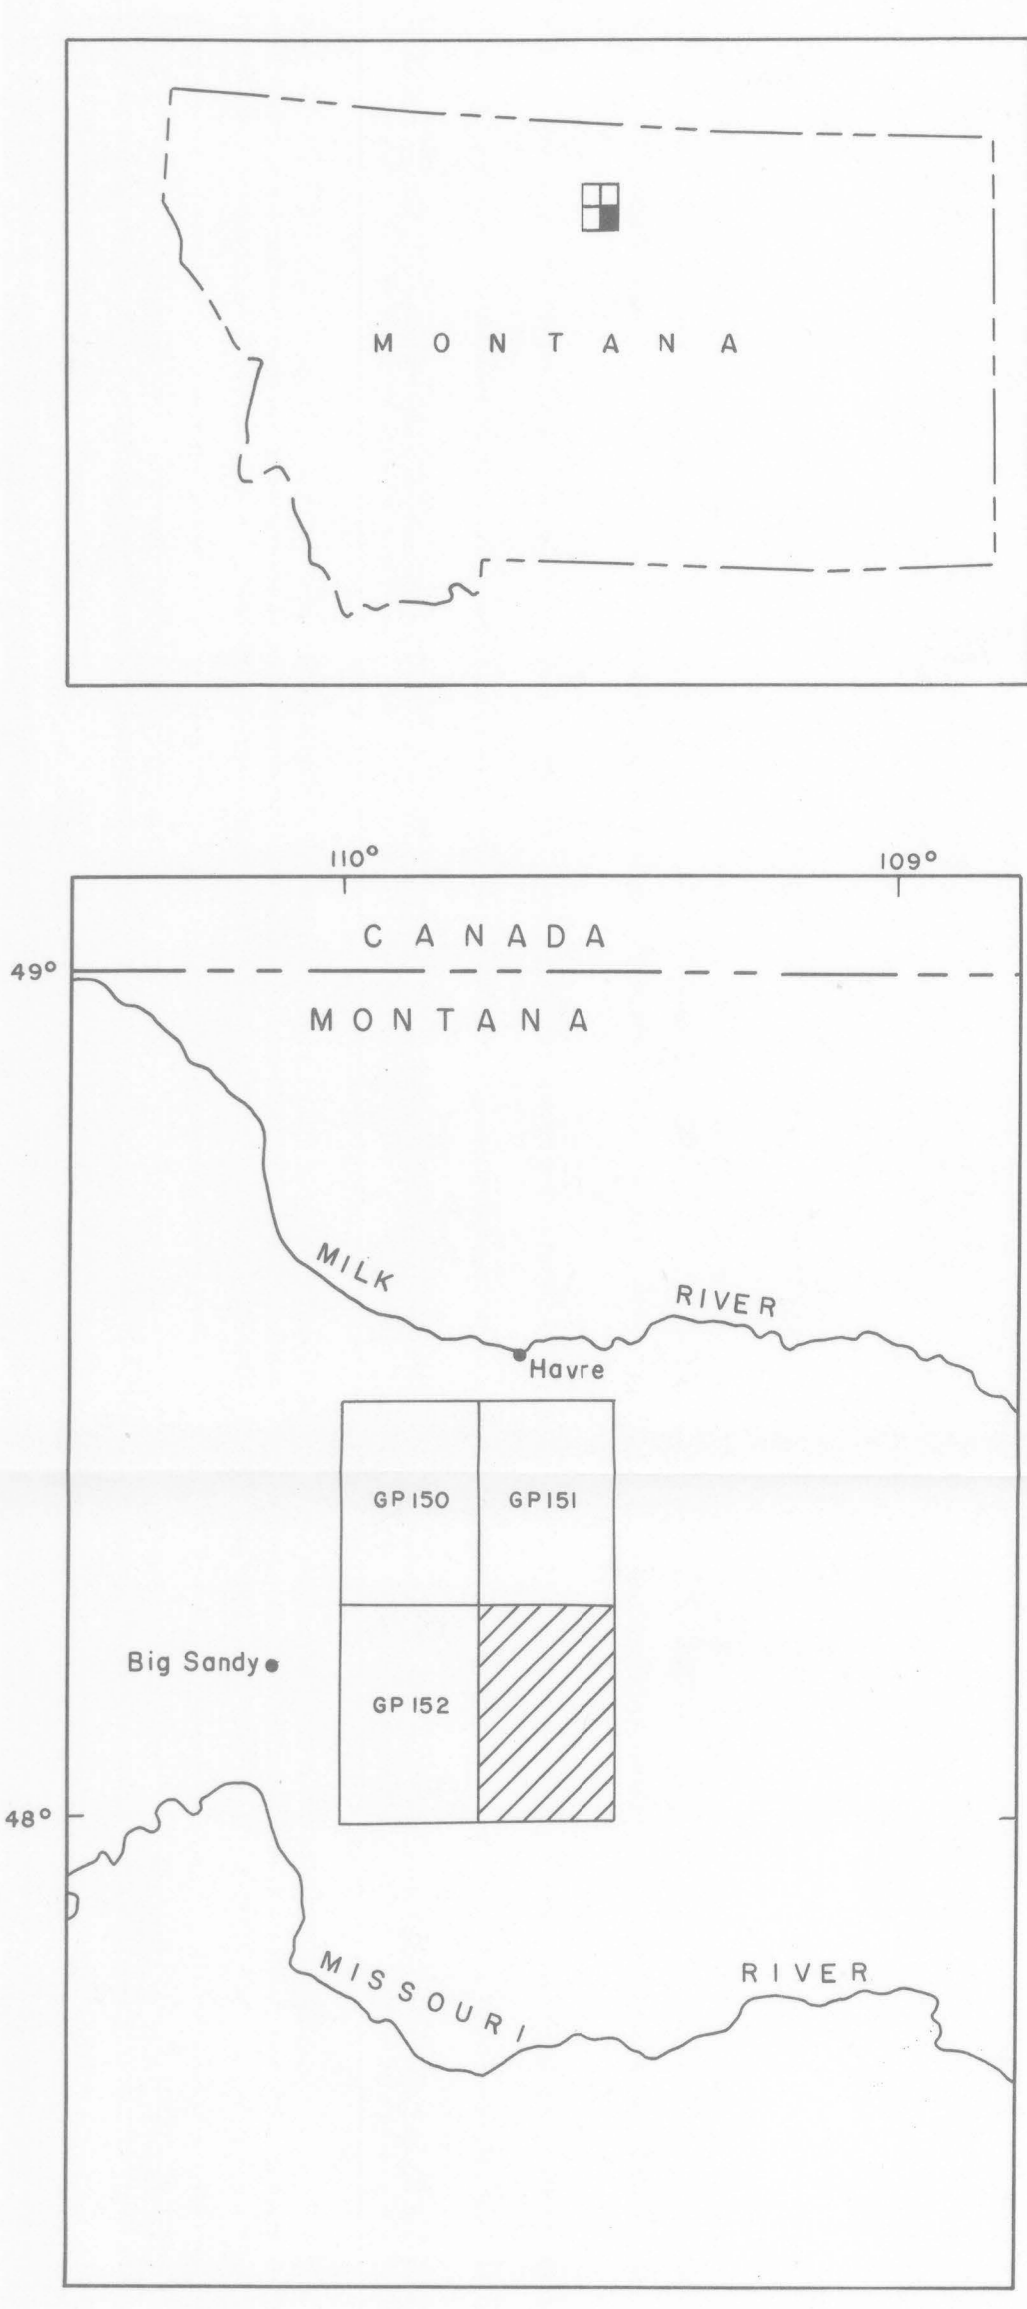 MONTANA
110° 109°
CANADA
49°
MONTANA
MILK RIVER
Havre
GP150 GP151
Big Sandy
GP152
48°
MISSOURI RIVER